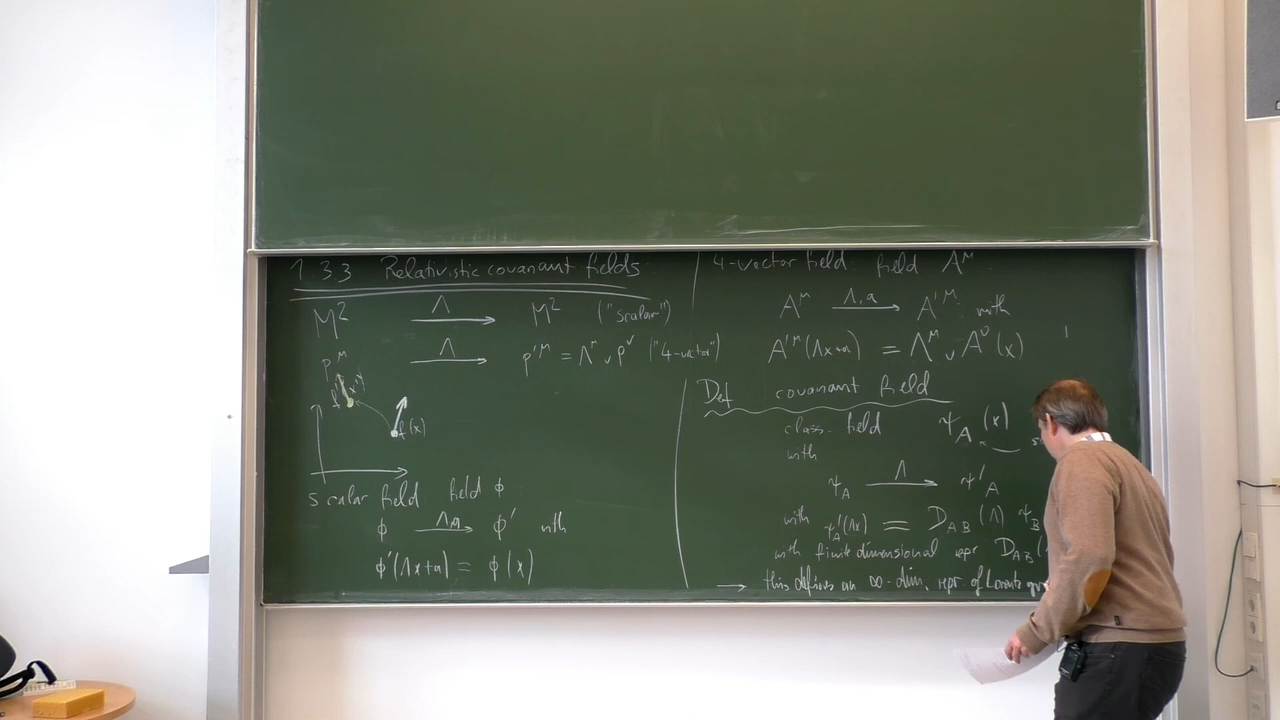 1.3.3 Relativistic covariant fields
M² —Λ→ M² ("scalar")
p^μ —Λ→ p'^μ = Λ^μ_ν p^ν ("4-vector")
f'(x')
f(x)
scalar field: field ϕ
ϕ —Λ,a→ ϕ' with
ϕ'(Λx+a) = ϕ(x)
4-vector field: field A^μ:
A^μ —Λ,a→ A'^μ: with
A'^μ(Λx+a) = Λ^μ_ν A^ν(x)
Def covariant field
class. field ψ_A(x)
with
ψ_A —Λ→ ψ'_A
with ψ'_A(Λx) = D_AB(Λ) ψ_B
with finite dimensional repr D_AB(
→ this defines an ∞-dim. repr of Lorentz